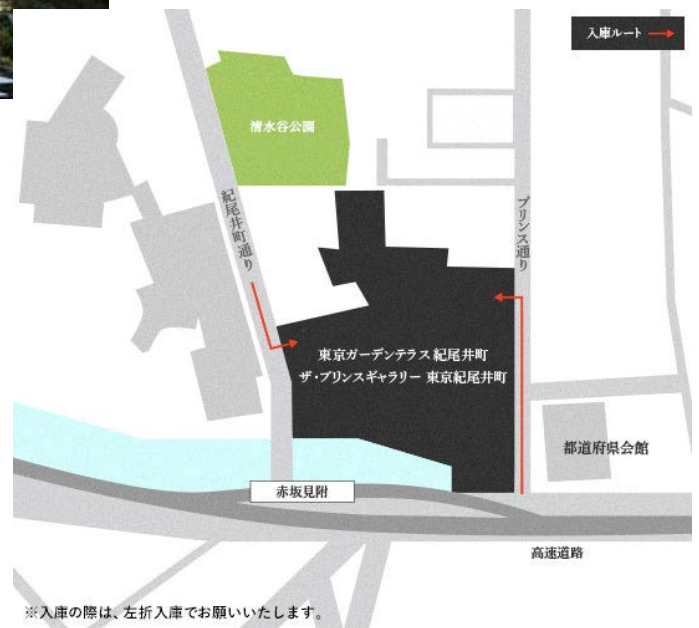 入庫ルート
清水谷公園
紀尾井町通り
プリンス通り
東京ガーデンテラス 紀尾井町
ザ・プリンスギャラリー 東京紀尾井町
都道府県会館
赤坂見附
高速道路
※入庫の際は、左折入庫でお願いいたします。